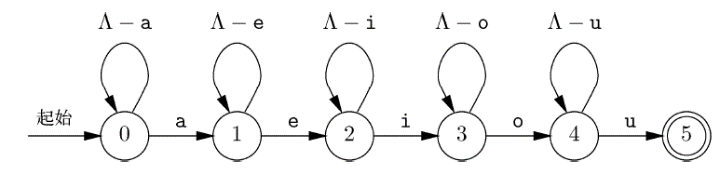 Λ − a Λ − e Λ − i Λ − o Λ − u
起始 0 a 1 e 2 i 3 o 4 u 5